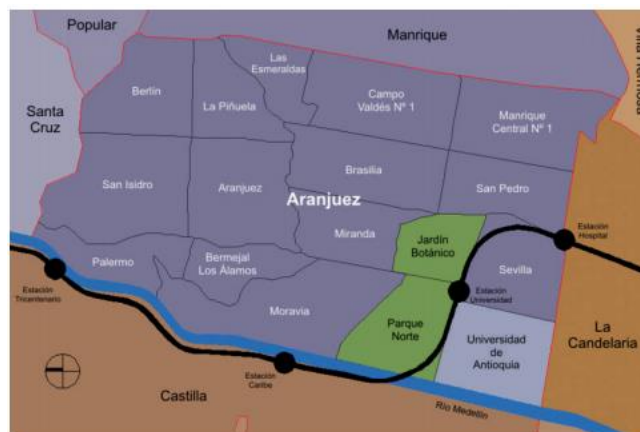 Popular
Manrique
Santa
Cruz
Berlín
La Piñuela
Las
Esmeraldas
Campo
Valdés Nº 1
Manrique
Central Nº 1
San Isidro
Aranjuez
Brasilia
San Pedro
Aranjuez
Miranda
Jardín
Botánico
Estación
Hospital
Palermo
Bermejal
Los Álamos
Sevilla
Estación
Tricentenario
Moravia
Estación
Universidad
Parque
Norte
Universidad
de
Antioquia
La
Candelaria
Estación
Caribe
Castilla
Río Medellín